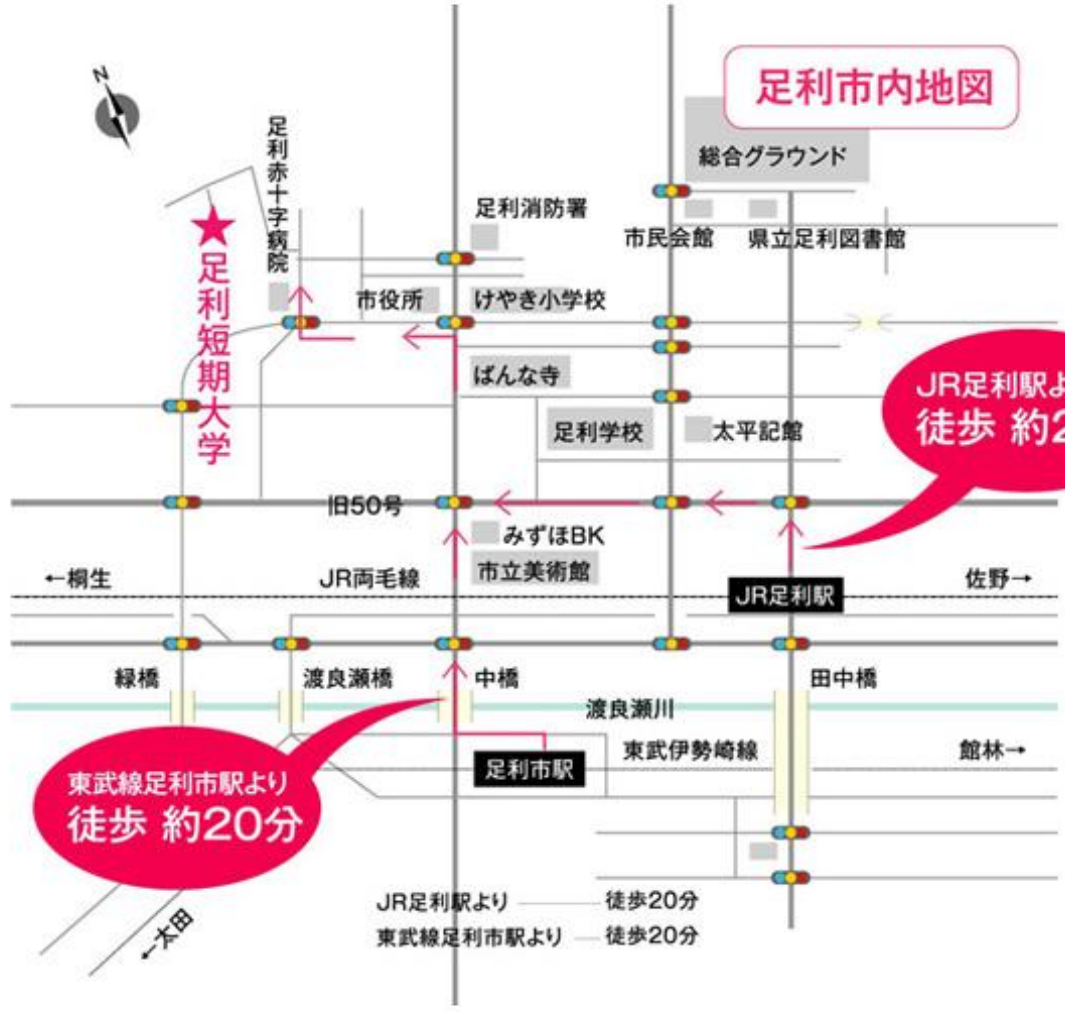 N
足利市内地図
総合グラウンド
足利赤十字病院
足利消防署
市民会館
県立足利図書館
足利短期大学
市役所
けやき小学校
ばんな寺
JR足利駅よ
徒歩 約2
足利学校
太平記館
旧50号
みずほBK
市立美術館
←桐生
JR両毛線
JR足利駅
佐野→
緑橋
渡良瀬橋
中橋
田中橋
渡良瀬川
東武線足利市駅より
徒歩 約20分
足利市駅
東武伊勢崎線
館林→
←太田
JR足利駅より 徒歩20分
東武線足利市駅より 徒歩20分